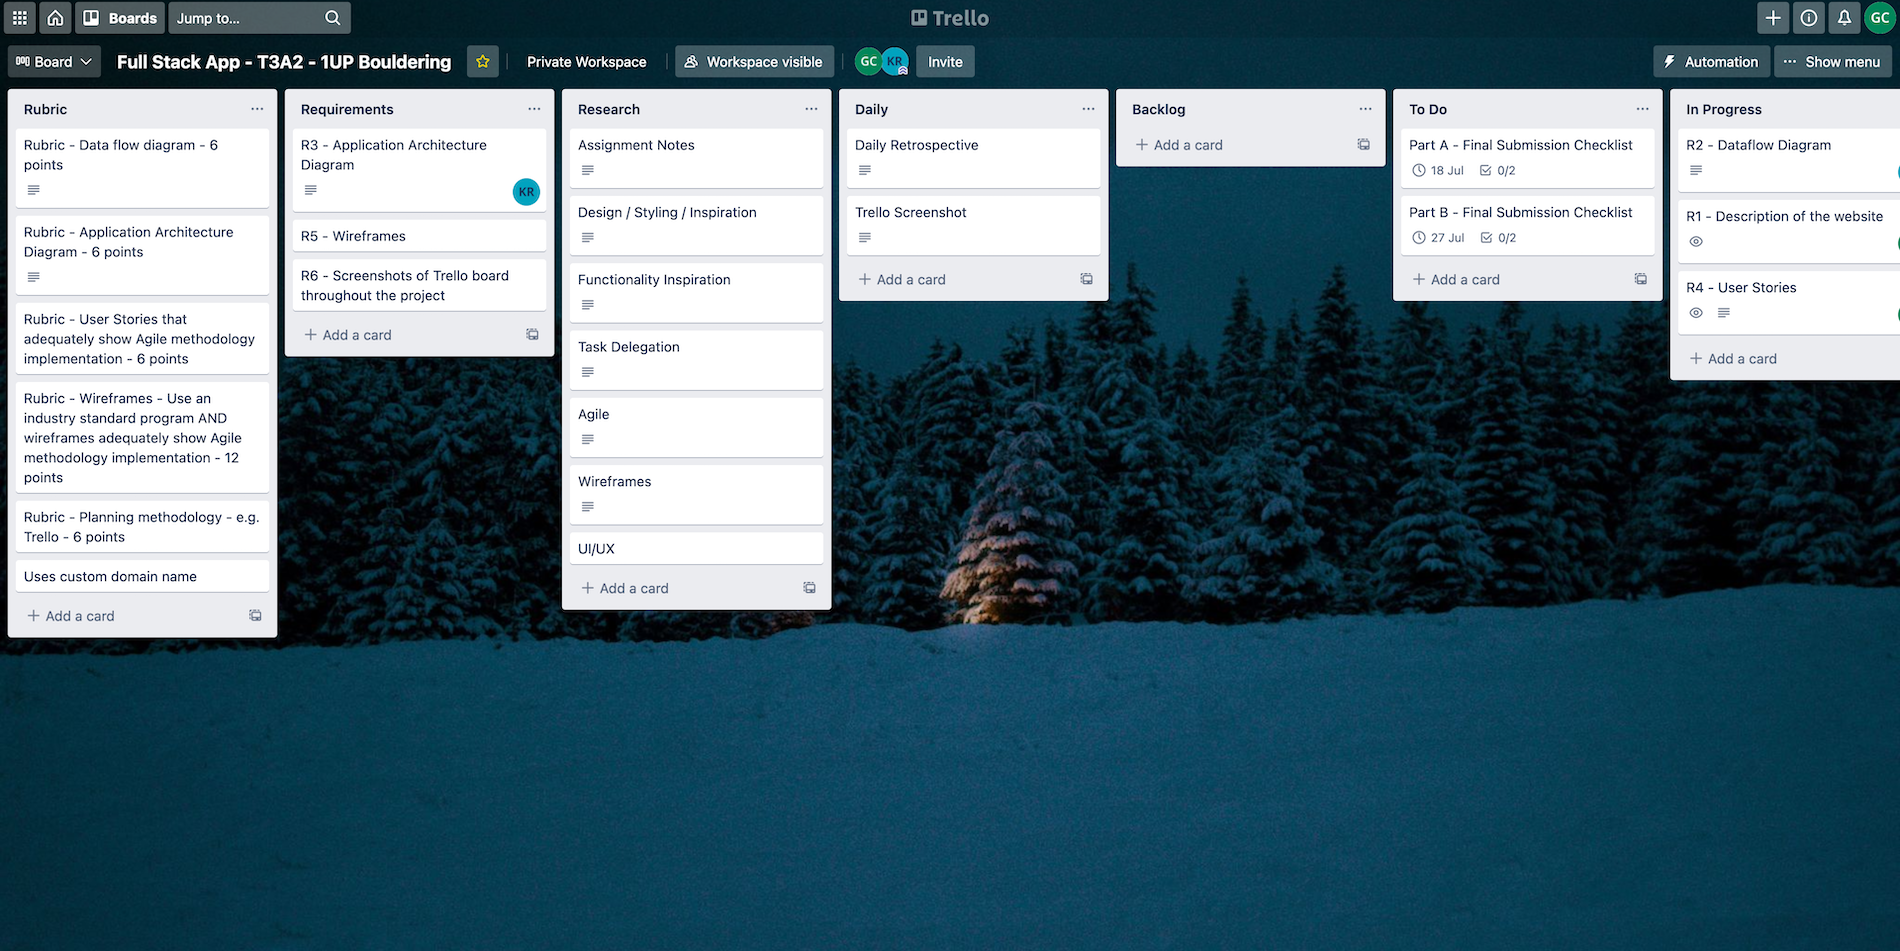 Boards
Jump to...
Trello
GC
Board
Full Stack App - T3A2 - 1UP Bouldering
Private Workspace
Workspace visible
GC
KR
Invite
Automation
Show menu
Rubric
Rubric - Data flow diagram - 6
points
Rubric - Application Architecture
Diagram - 6 points
Rubric - User Stories that
adequately show Agile methodology
implementation - 6 points
Rubric - Wireframes - Use an
industry standard program AND
wireframes adequately show Agile
methodology implementation - 12
points
Rubric - Planning methodology - e.g.
Trello - 6 points
Uses custom domain name
Add a card
Requirements
R3 - Application Architecture
Diagram
KR
R5 - Wireframes
R6 - Screenshots of Trello board
throughout the project
Add a card
Research
Assignment Notes
Design / Styling / Inspiration
Functionality Inspiration
Task Delegation
Agile
Wireframes
UI/UX
Add a card
Daily
Daily Retrospective
Trello Screenshot
Add a card
Backlog
Add a card
To Do
Part A - Final Submission Checklist
18 Jul 0/2
Part B - Final Submission Checklist
27 Jul 0/2
Add a card
In Progress
R2 - Dataflow Diagram
R1 - Description of the website
R4 - User Stories
Add a card